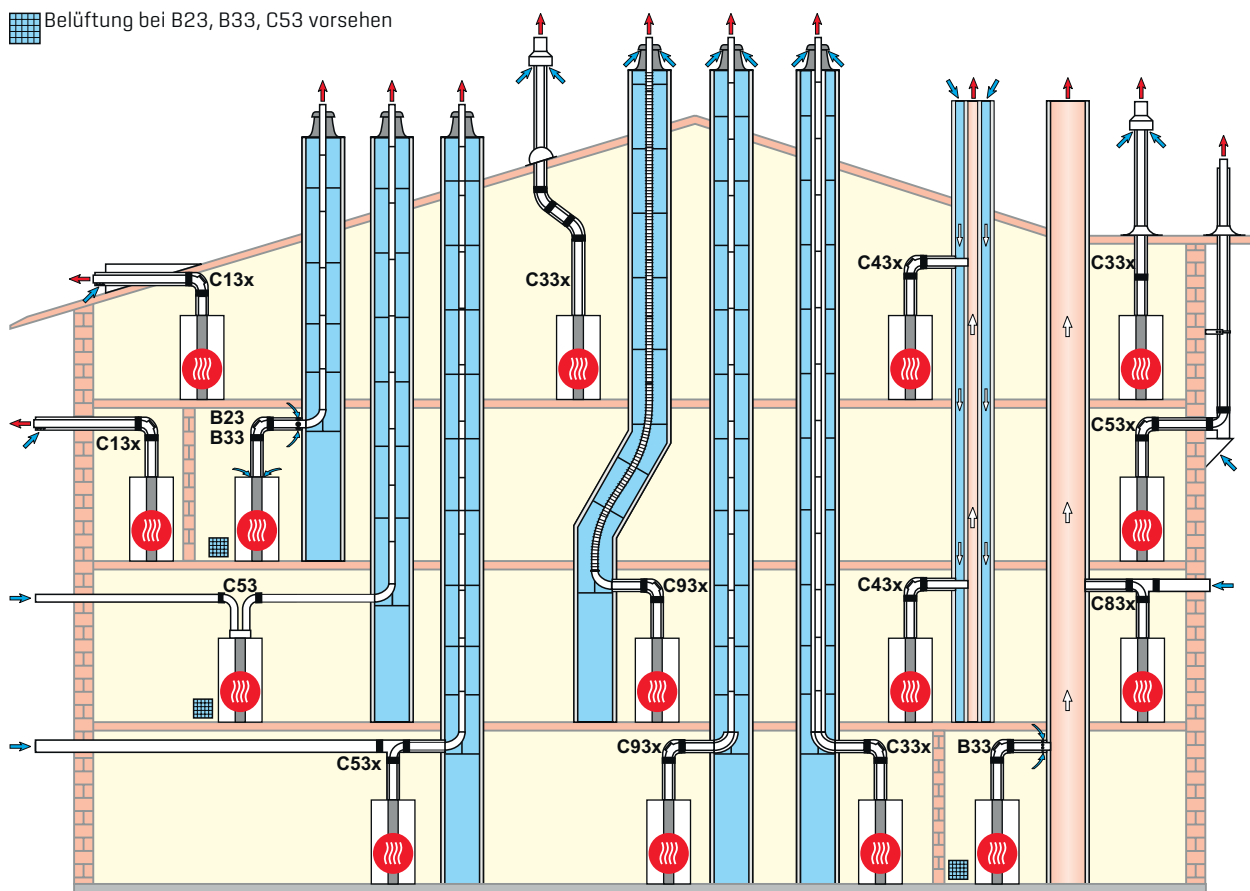 Belüftung bei B23, B33, C53 vorsehen
C13x
C33x
C43x
C33x
C13x
B23
B33
C53x
C53
C93x
C43x
C83x
C53x
C93x
C33x
B33